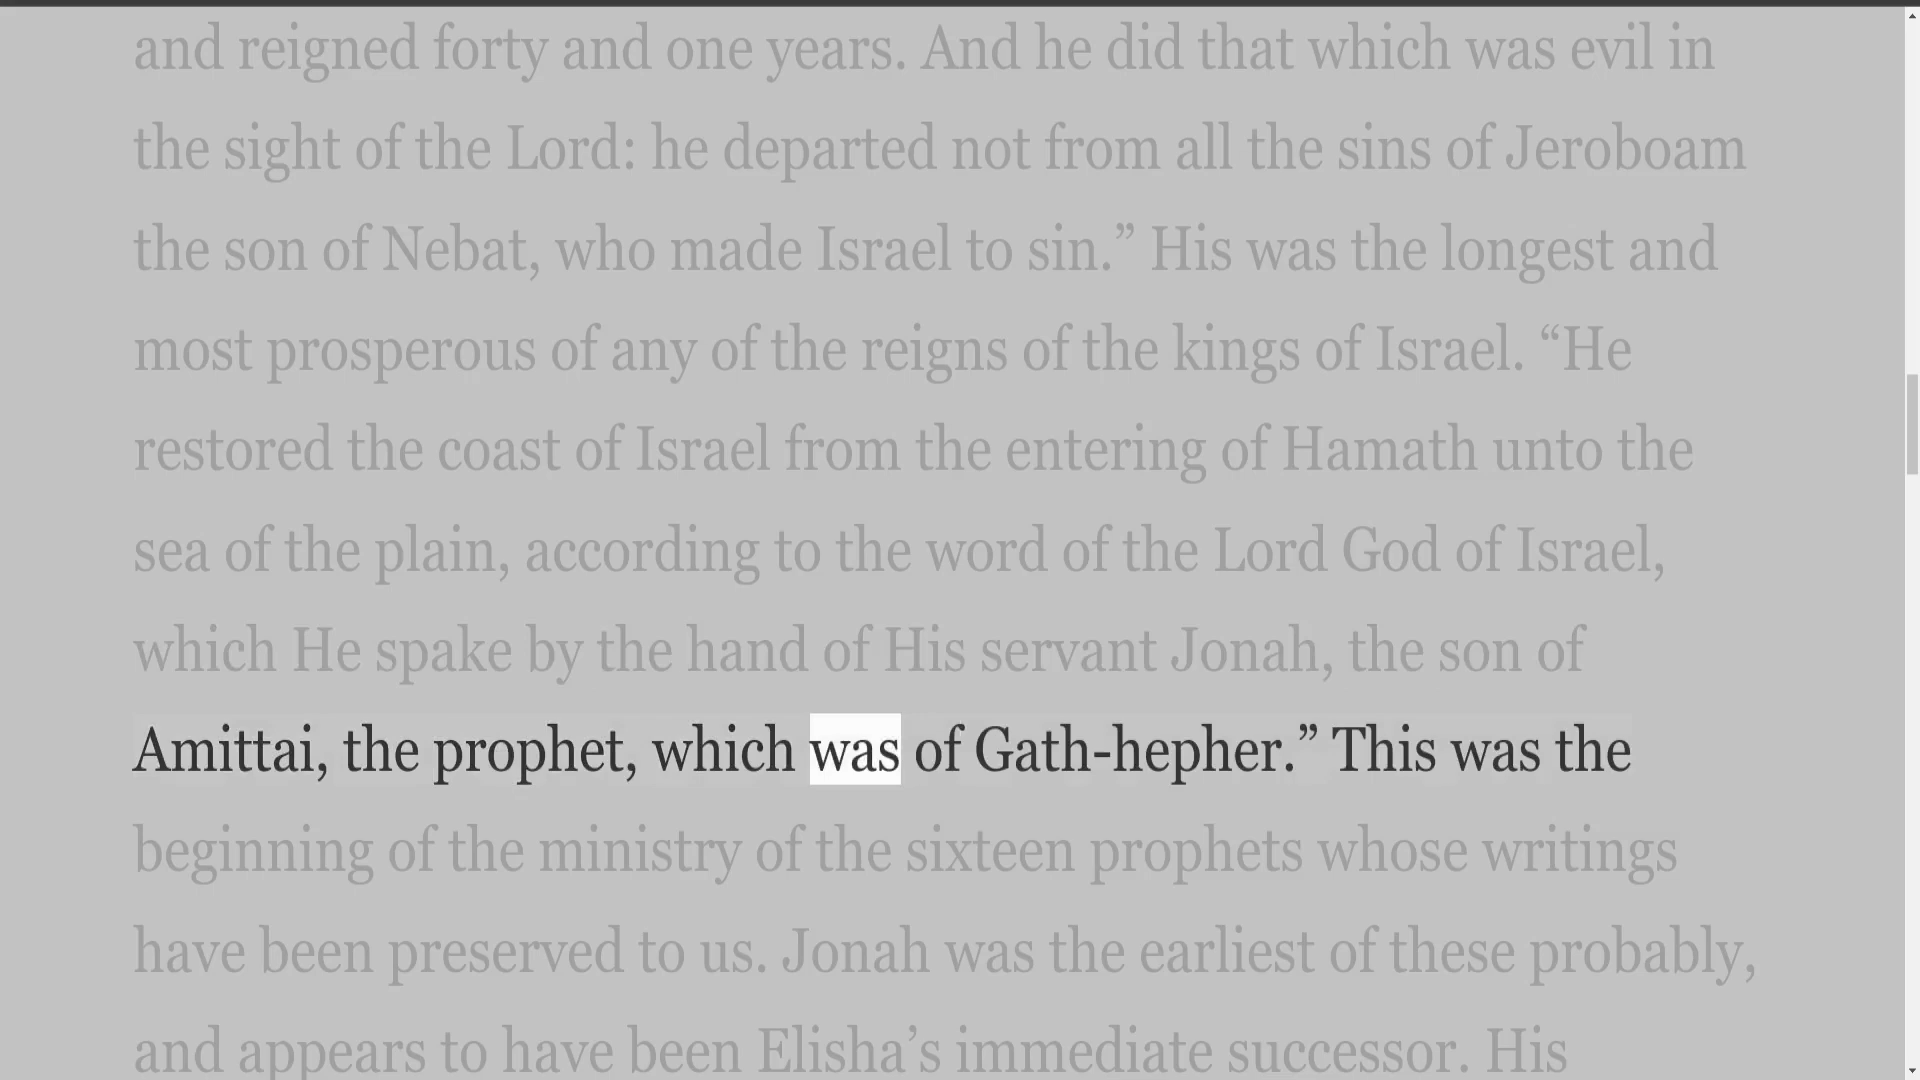 and reigned forty and one years. And he did that which was evil in
the sight of the Lord: he departed not from all the sins of Jeroboam
the son of Nebat, who made Israel to sin.” His was the longest and
most prosperous of any of the reigns of the kings of Israel. “He
restored the coast of Israel from the entering of Hamath unto the
sea of the plain, according to the word of the Lord God of Israel,
which He spake by the hand of His servant Jonah, the son of
Amittai, the prophet, which was of Gath-hepher.” This was the
beginning of the ministry of the sixteen prophets whose writings
have been preserved to us. Jonah was the earliest of these probably,
and appears to have been Elisha’s immediate successor. His